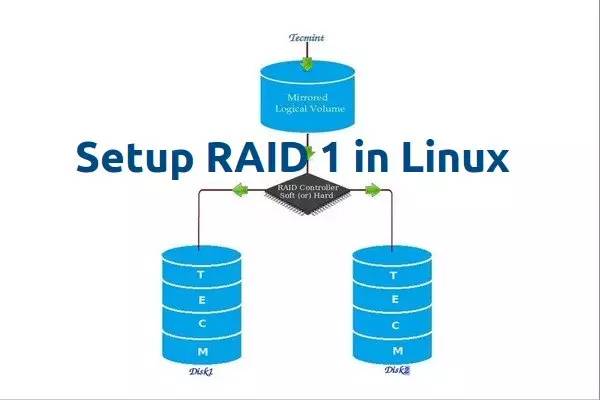 Tecmint
Mirrored
Logical Volume
Setup RAID 1 in Linux
RAID Controller
Soft (or) Hard
T
E
C
M
T
E
C
M
Disk1
Disk2